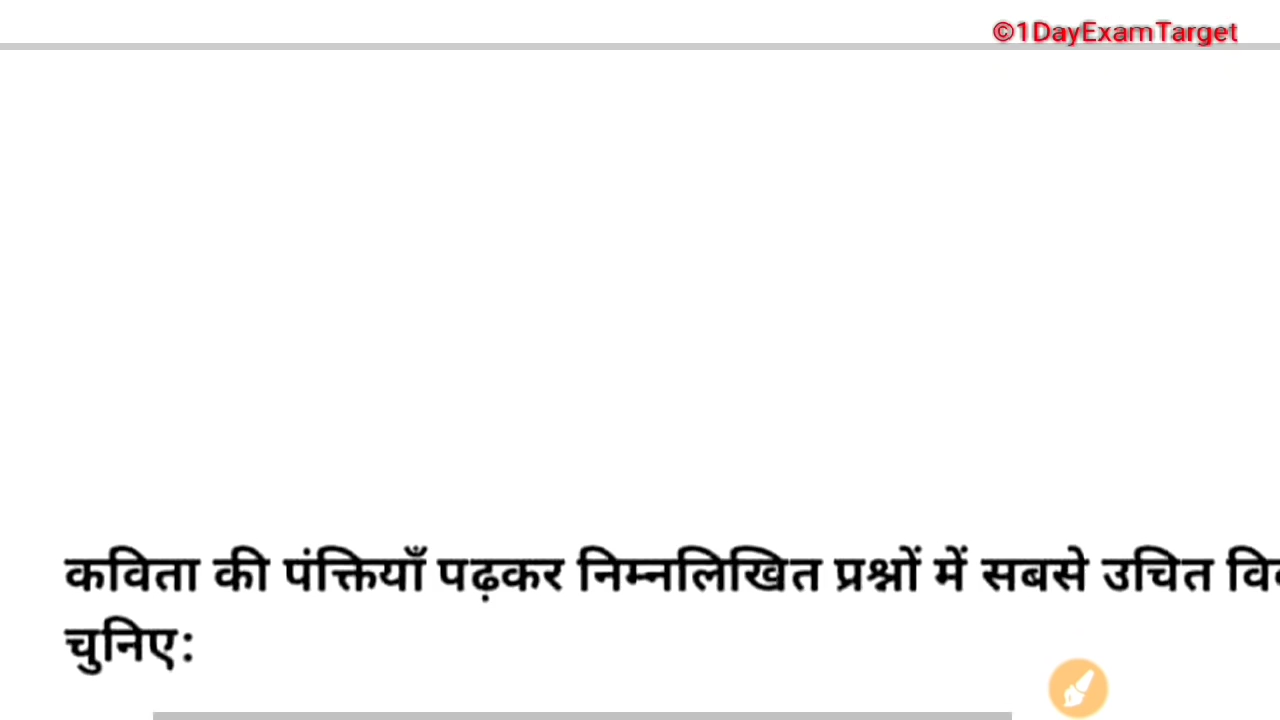 ©1DayExamTarget
कविता की पंक्तियाँ पढ़कर निम्नलिखित प्रश्नों में सबसे उचित
चुनिएः